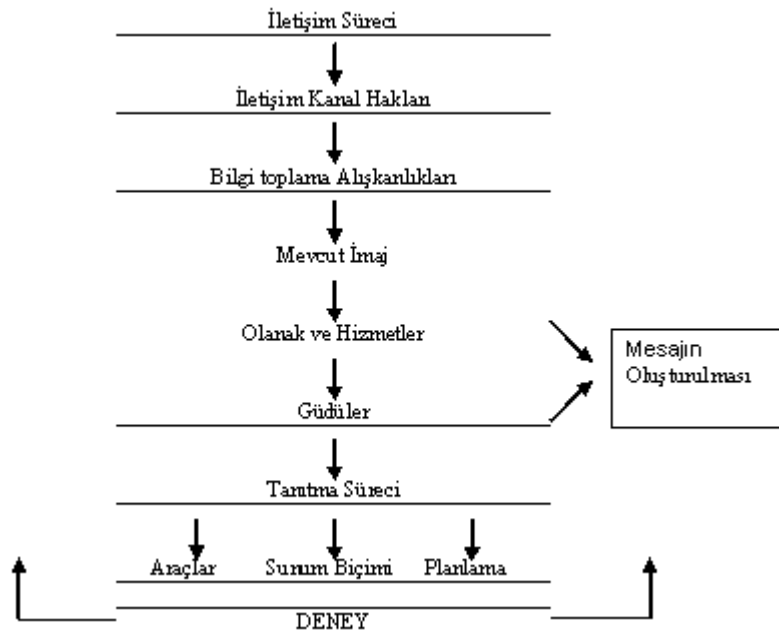 İletişim Süreci
İletişim Kanal Hakları
Bilgi toplama Alışkanlıkları
Mevcut İmaj
Olanak ve Hizmetler
Mesajın
Oluşturulması
Güdüler
Tanıtma Süreci
Araçlar Sunum Biçimi Planlama
DENEY